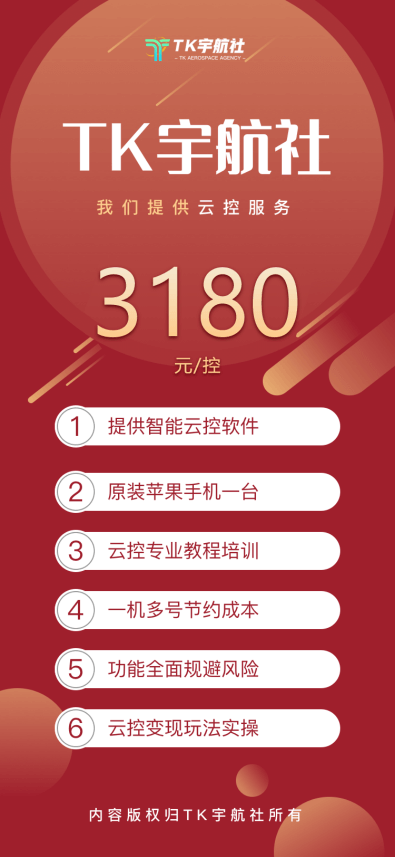 TK宇航社
– TK AEROSPACE AGENCY –
TK宇航社
我们提供云控服务
3180
元/控
1 提供智能云控软件
2 原装苹果手机一台
3 云控专业教程培训
4 一机多号节约成本
5 功能全面规避风险
6 云控变现玩法实操
内容版权归TK宇航社所有